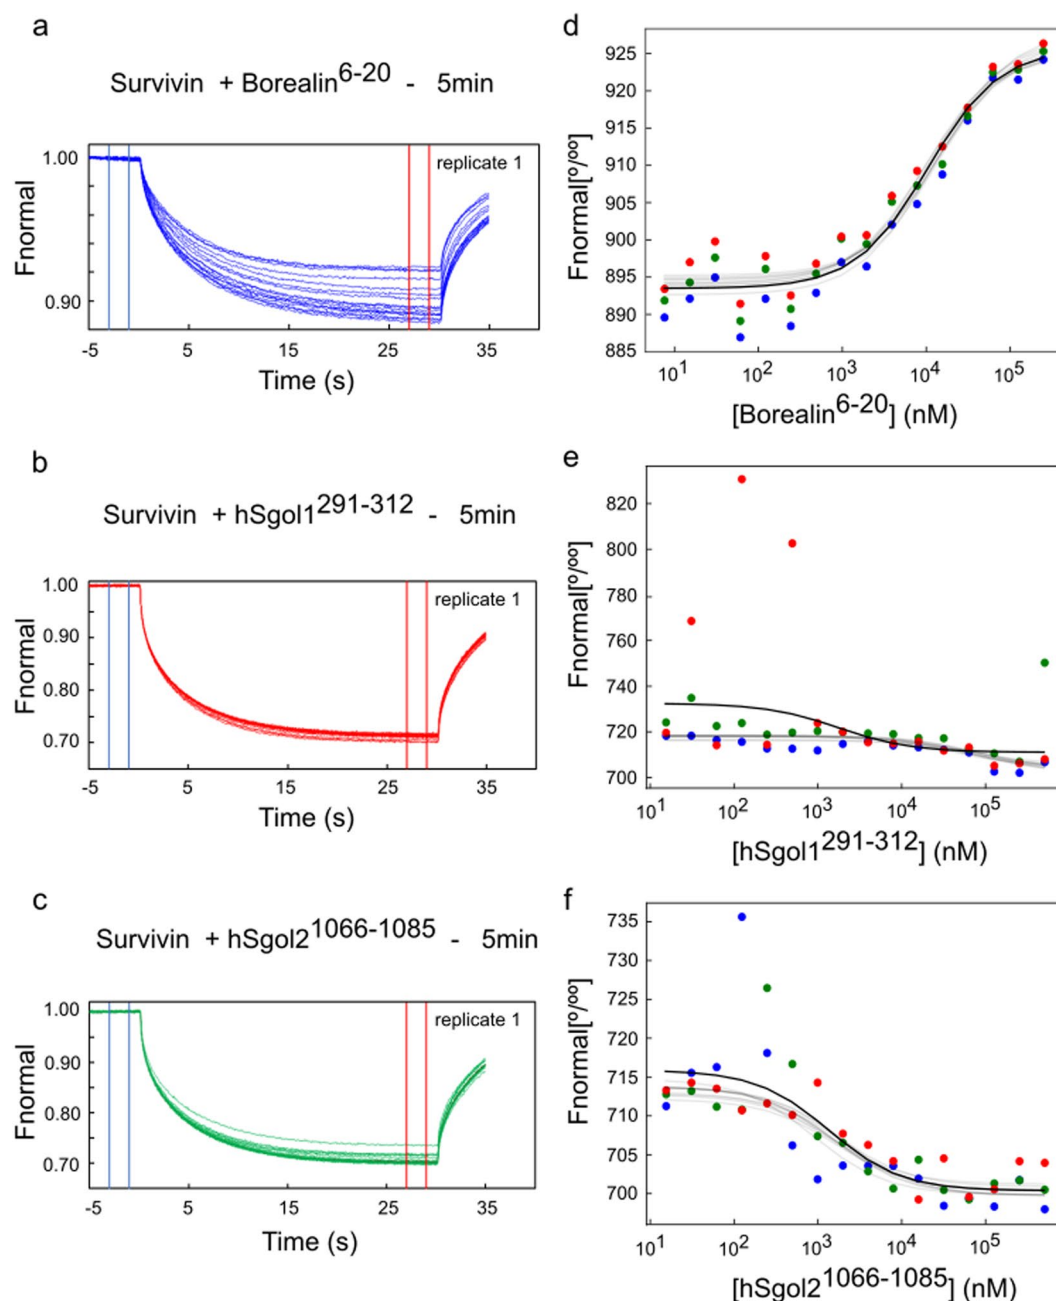 a
Survivin + Borealin6-20 - 5min
replicate 1
1.00
0.90
Fnormal
-5 5 15 25 35
Time (s)
d
925
920
915
910
905
900
895
890
885
Fnormal[º/ºº]
10¹ 10² 10³ 10⁴ 10⁵
[Borealin6-20] (nM)
b
Survivin + hSgol1291-312 - 5min
replicate 1
1.00
0.90
0.80
0.70
Fnormal
-5 5 15 25 35
Time (s)
e
820
800
780
760
740
720
700
Fnormal[º/ºº]
10¹ 10² 10³ 10⁴ 10⁵
[hSgol1291-312] (nM)
c
Survivin + hSgol21066-1085 - 5min
replicate 1
1.00
0.90
0.80
0.70
Fnormal
-5 5 15 25 35
Time (s)
f
735
730
725
720
715
710
705
700
Fnormal[º/ºº]
10¹ 10² 10³ 10⁴ 10⁵
[hSgol21066-1085] (nM)